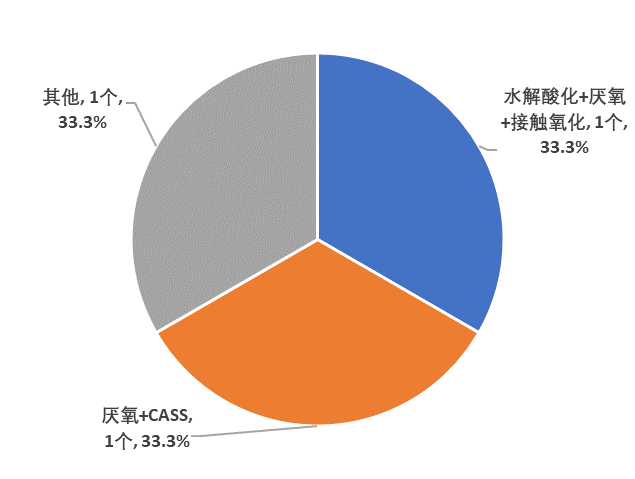 其他, 1个,
33.3%
水解酸化+厌氧
+接触氧化, 1个,
33.3%
厌氧+CASS,
1个, 33.3%